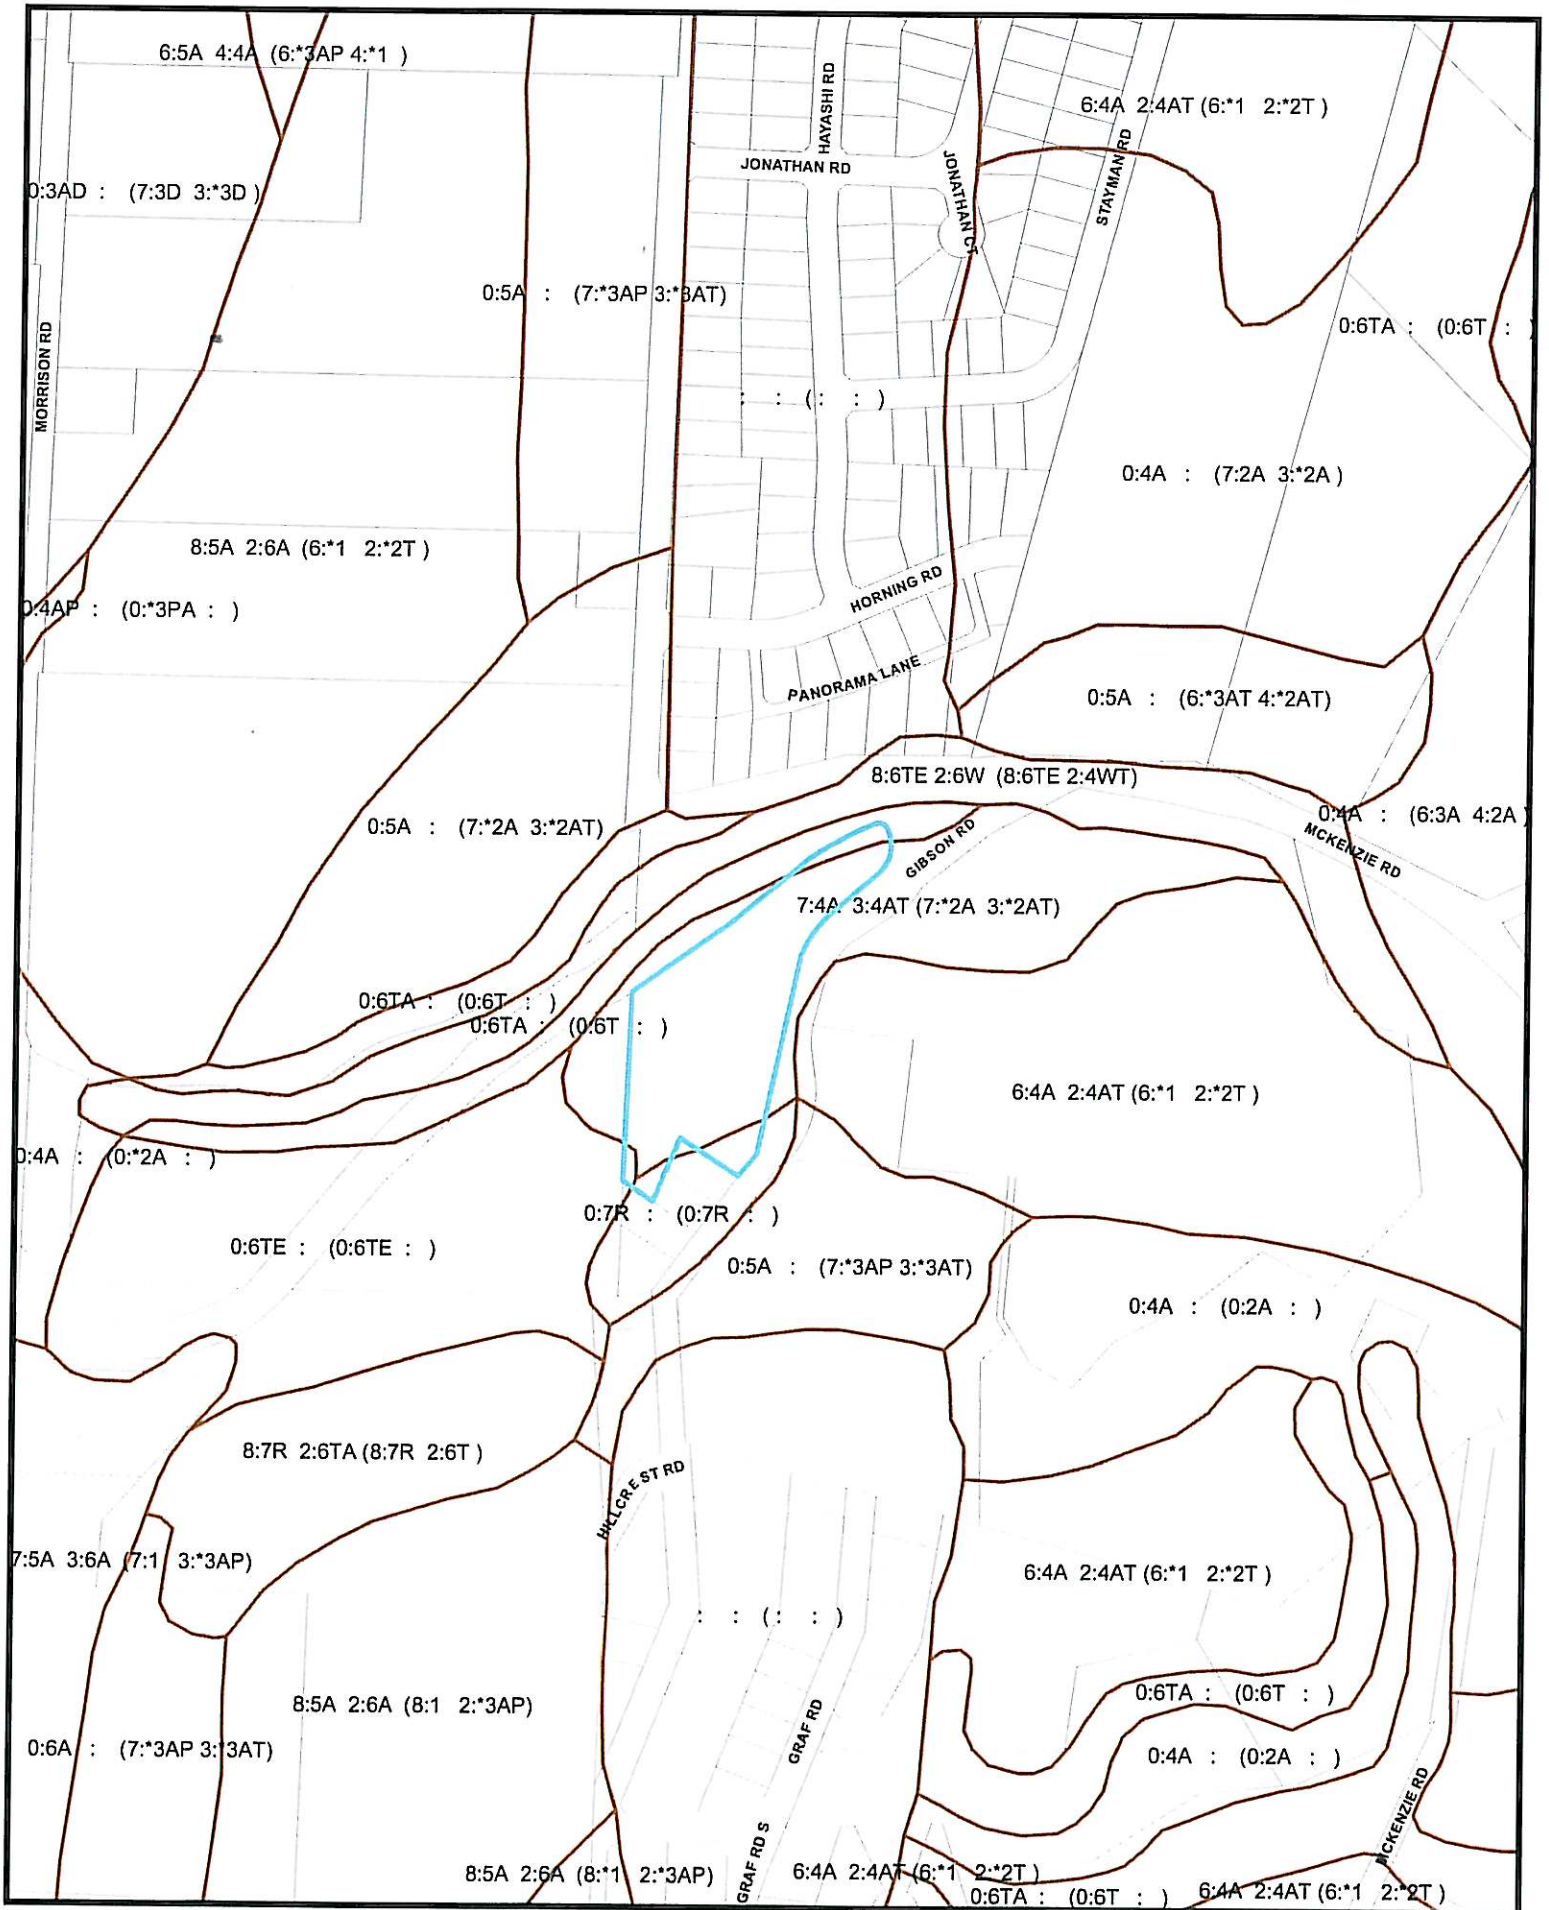 6:5A 4:4A (6:*3AP 4:*1 )
HAYASHI RD
6:4A 2:4AT (6:*1 2:*2T )
JONATHAN RD
JONATHAN CT
STAYMAN RD
0:3AD : (7:3D 3:*3D )
0:5A : (7:*3AP 3:*3AT)
0:6TA : (0:6T : )
MORRISON RD
: : (: : )
0:4A : (7:2A 3:*2A )
8:5A 2:6A (6:*1 2:*2T )
HORNING RD
0:4AP : (0:*3PA : )
PANORAMA LANE
0:5A : (6:*3AT 4:*2AT)
8:6TE 2:6W (8:6TE 2:4WT)
0:4A : (6:3A 4:2A )
0:5A : (7:*2A 3:*2AT)
GIBSON RD
MCKENZIE RD
7:4A 3:4AT (7:*2A 3:*2AT)
0:6TA : (0:6T : )
0:6TA : (0:6T : )
6:4A 2:4AT (6:*1 2:*2T )
0:4A : (0:*2A : )
0:7R : (0:7R : )
0:6TE : (0:6TE : )
0:5A : (7:*3AP 3:*3AT)
0:4A : (0:2A : )
8:7R 2:6TA (8:7R 2:6T )
HILLCREST RD
7:5A 3:6A (7:1 3:*3AP)
6:4A 2:4AT (6:*1 2:*2T )
: : (: : )
0:6TA : (0:6T : )
8:5A 2:6A (8:1 2:*3AP)
GRAF RD
0:6A : (7:*3AP 3:*3AT)
0:4A : (0:2A : )
MCKENZIE RD
GRAF RD S
8:5A 2:6A (8:*1 2:*3AP)
6:4A 2:4AT (6:*1 2:*2T )
0:6TA : (0:6T : )
6:4A 2:4AT (6:*1 2:*2T )